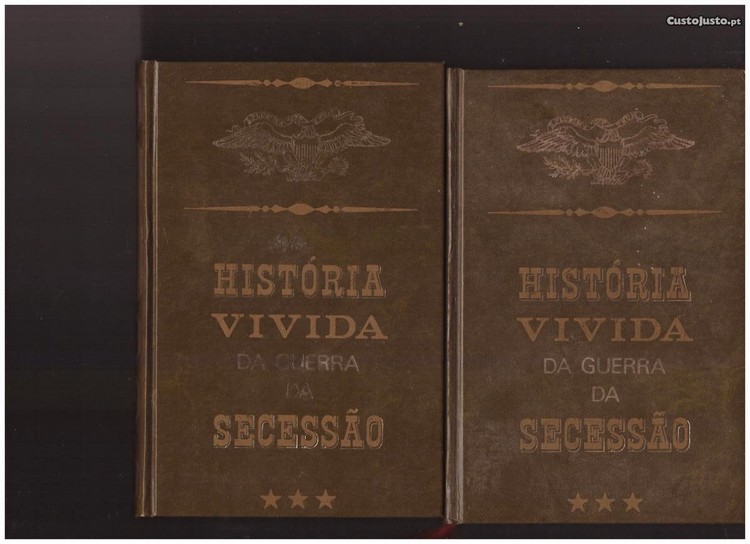 CustoJusto.pt
HISTÓRIA
VIVIDA
DA GUERRA
DA
SECESSÃO
HISTÓRIA
VIVIDA
DA GUERRA
DA
SECESSÃO